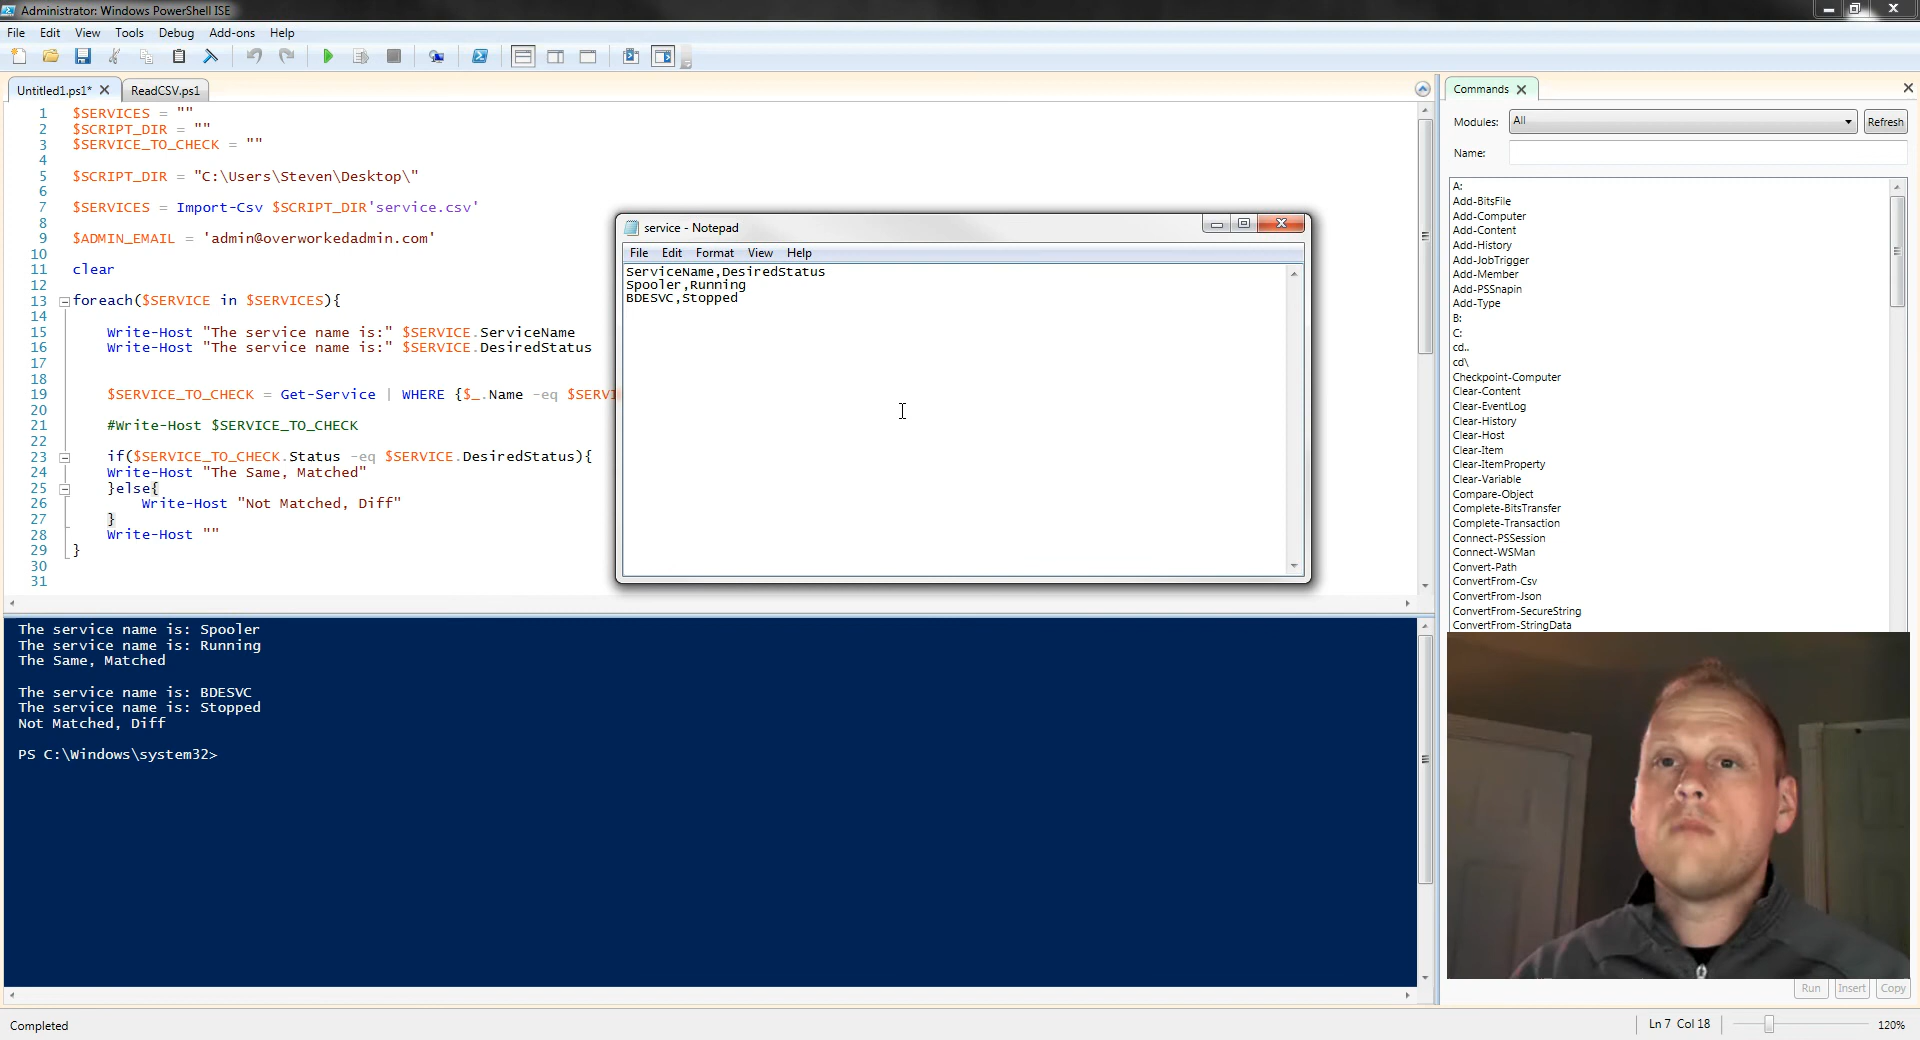 Administrator: Windows PowerShell ISE
File Edit View Tools Debug Add-ons Help
Untitled1.ps1* ReadCSV.ps1
1 $SERVICES = ""
2 $SCRIPT_DIR = ""
3 $SERVICE_TO_CHECK = ""
4
5 $SCRIPT_DIR = "C:\Users\Steven\Desktop\"
6
7 $SERVICES = Import-Csv $SCRIPT_DIR'service.csv'
8
9 $ADMIN_EMAIL = 'admin@overworkedadmin.com'
10
11 clear
12
13 foreach($SERVICE in $SERVICES){
14
15 Write-Host "The service name is:" $SERVICE.ServiceName
16 Write-Host "The service name is:" $SERVICE.DesiredStatus
17
18
19 $SERVICE_TO_CHECK = Get-Service | WHERE {$_.Name -eq $SERVI
20
21 #Write-Host $SERVICE_TO_CHECK
22
23 if($SERVICE_TO_CHECK.Status -eq $SERVICE.DesiredStatus){
24 Write-Host "The Same, Matched"
25 }else{
26 Write-Host "Not Matched, Diff"
27 }
28 Write-Host ""
29 }
30
31
service - Notepad
File Edit Format View Help
ServiceName,DesiredStatus
Spooler,Running
BDESVC,Stopped
The service name is: Spooler
The service name is: Running
The Same, Matched
The service name is: BDESVC
The service name is: Stopped
Not Matched, Diff
PS C:\Windows\system32>
Commands
Modules: All Refresh
Name:
A:
Add-BitsFile
Add-Computer
Add-Content
Add-History
Add-JobTrigger
Add-Member
Add-PSSnapin
Add-Type
B:
C:
cd..
cd\
Checkpoint-Computer
Clear-Content
Clear-EventLog
Clear-History
Clear-Host
Clear-Item
Clear-ItemProperty
Clear-Variable
Compare-Object
Complete-BitsTransfer
Complete-Transaction
Connect-PSSession
Connect-WSMan
Convert-Path
ConvertFrom-Csv
ConvertFrom-Json
ConvertFrom-SecureString
ConvertFrom-StringData
Run Insert Copy
Completed
Ln 7 Col 18 120%